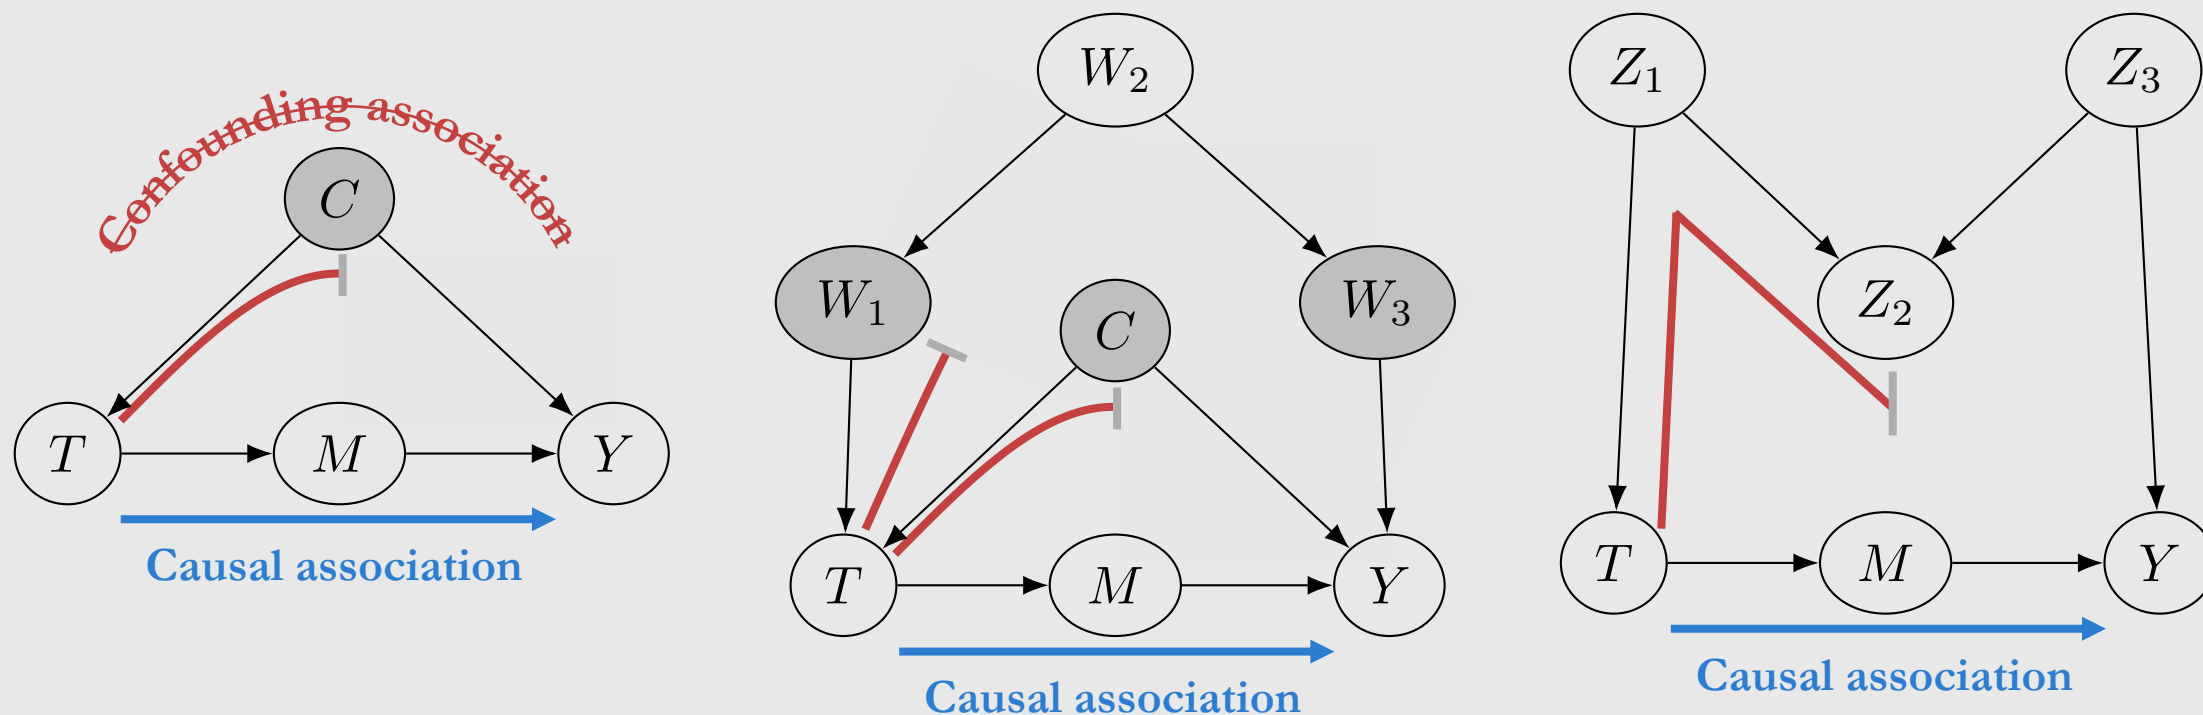 Confounding association
C
T
M
Y
Causal association
W₂
W₁
C
W₃
T
M
Y
Causal association
Z₁
Z₃
Z₂
T
M
Y
Causal association